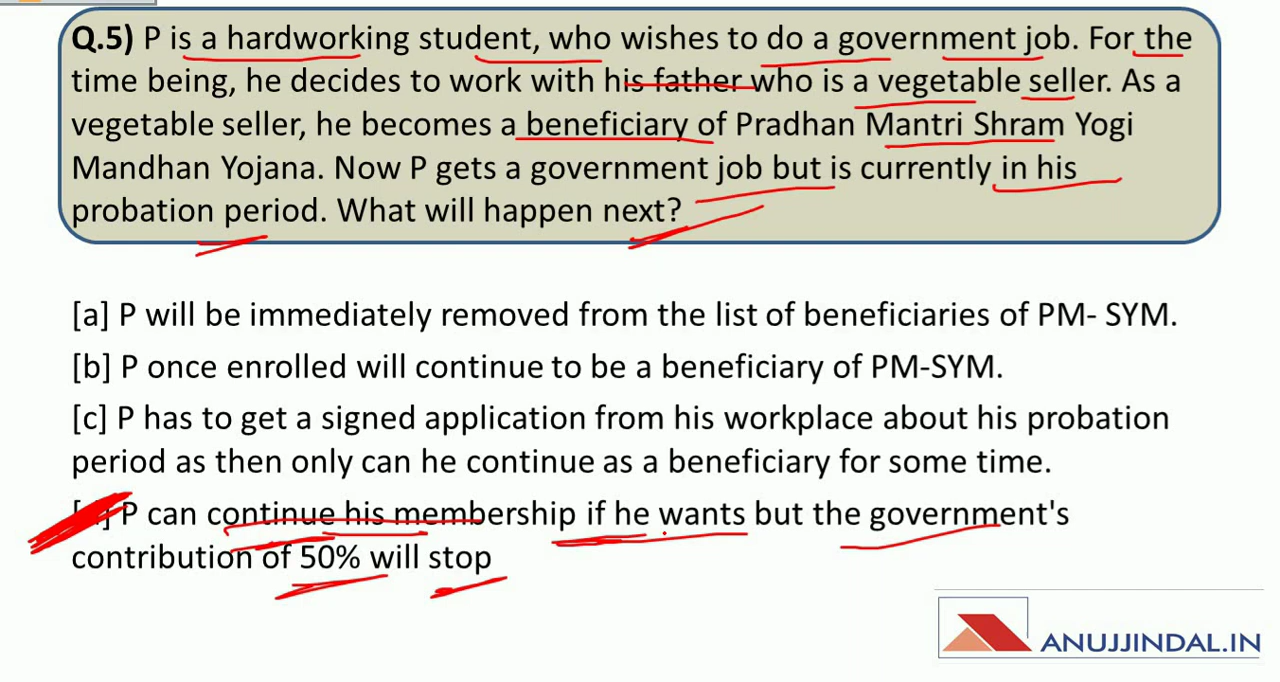 Q.5) P is a hardworking student, who wishes to do a government job. For the
time being, he decides to work with his father who is a vegetable seller. As a
vegetable seller, he becomes a beneficiary of Pradhan Mantri Shram Yogi
Mandhan Yojana. Now P gets a government job but is currently in his
probation period. What will happen next?
[a] P will be immediately removed from the list of beneficiaries of PM- SYM.
[b] P once enrolled will continue to be a beneficiary of PM-SYM.
[c] P has to get a signed application from his workplace about his probation
period as then only can he continue as a beneficiary for some time.
P can continue his membership if he wants but the government's
contribution of 50% will stop
ANUJJINDAL.IN